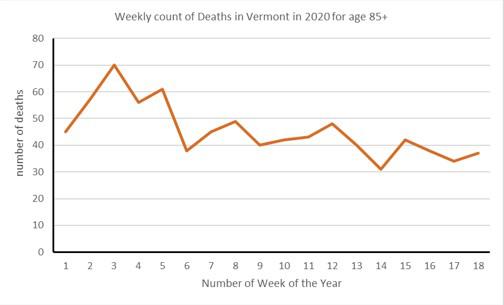 Weekly count of Deaths in Vermont in 2020 for age 85+
number of deaths
80
70
60
50
40
30
20
10
0
1 2 3 4 5 6 7 8 9 10 11 12 13 14 15 16 17 18
Number of Week of the Year